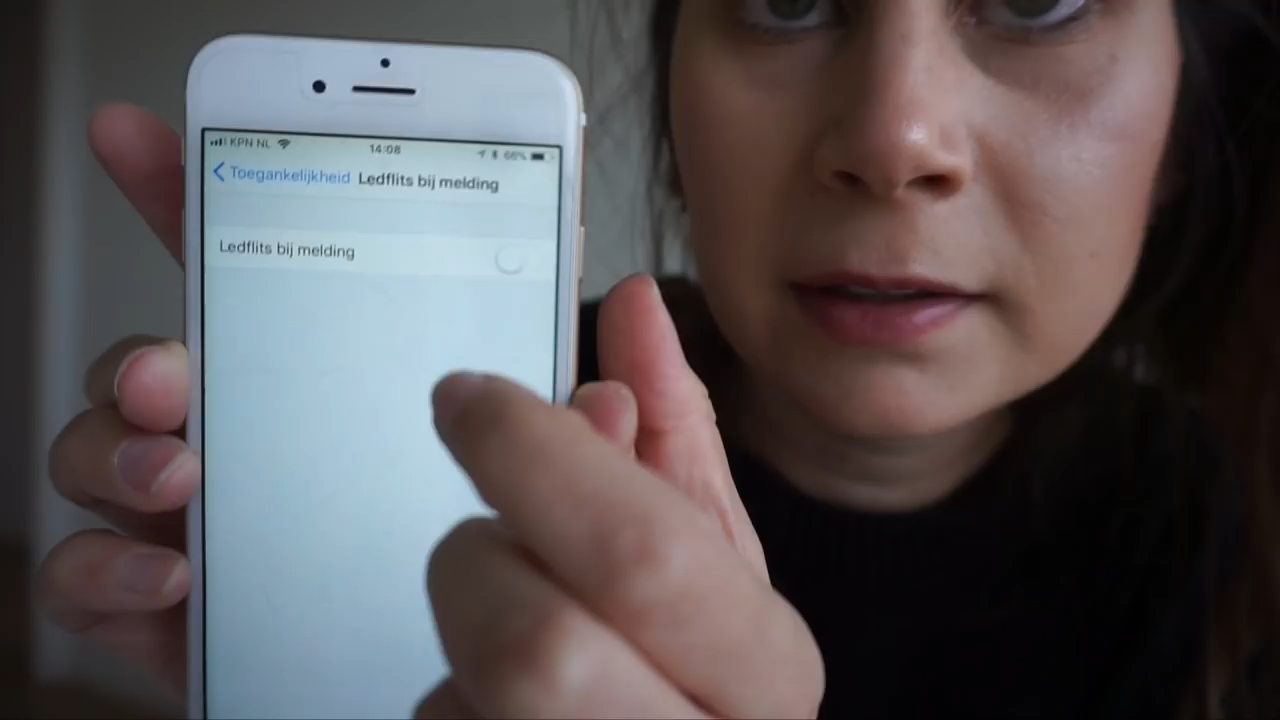 KPN NL 14:08 66%
Toegankelijkheid Ledflits bij melding
Ledflits bij melding